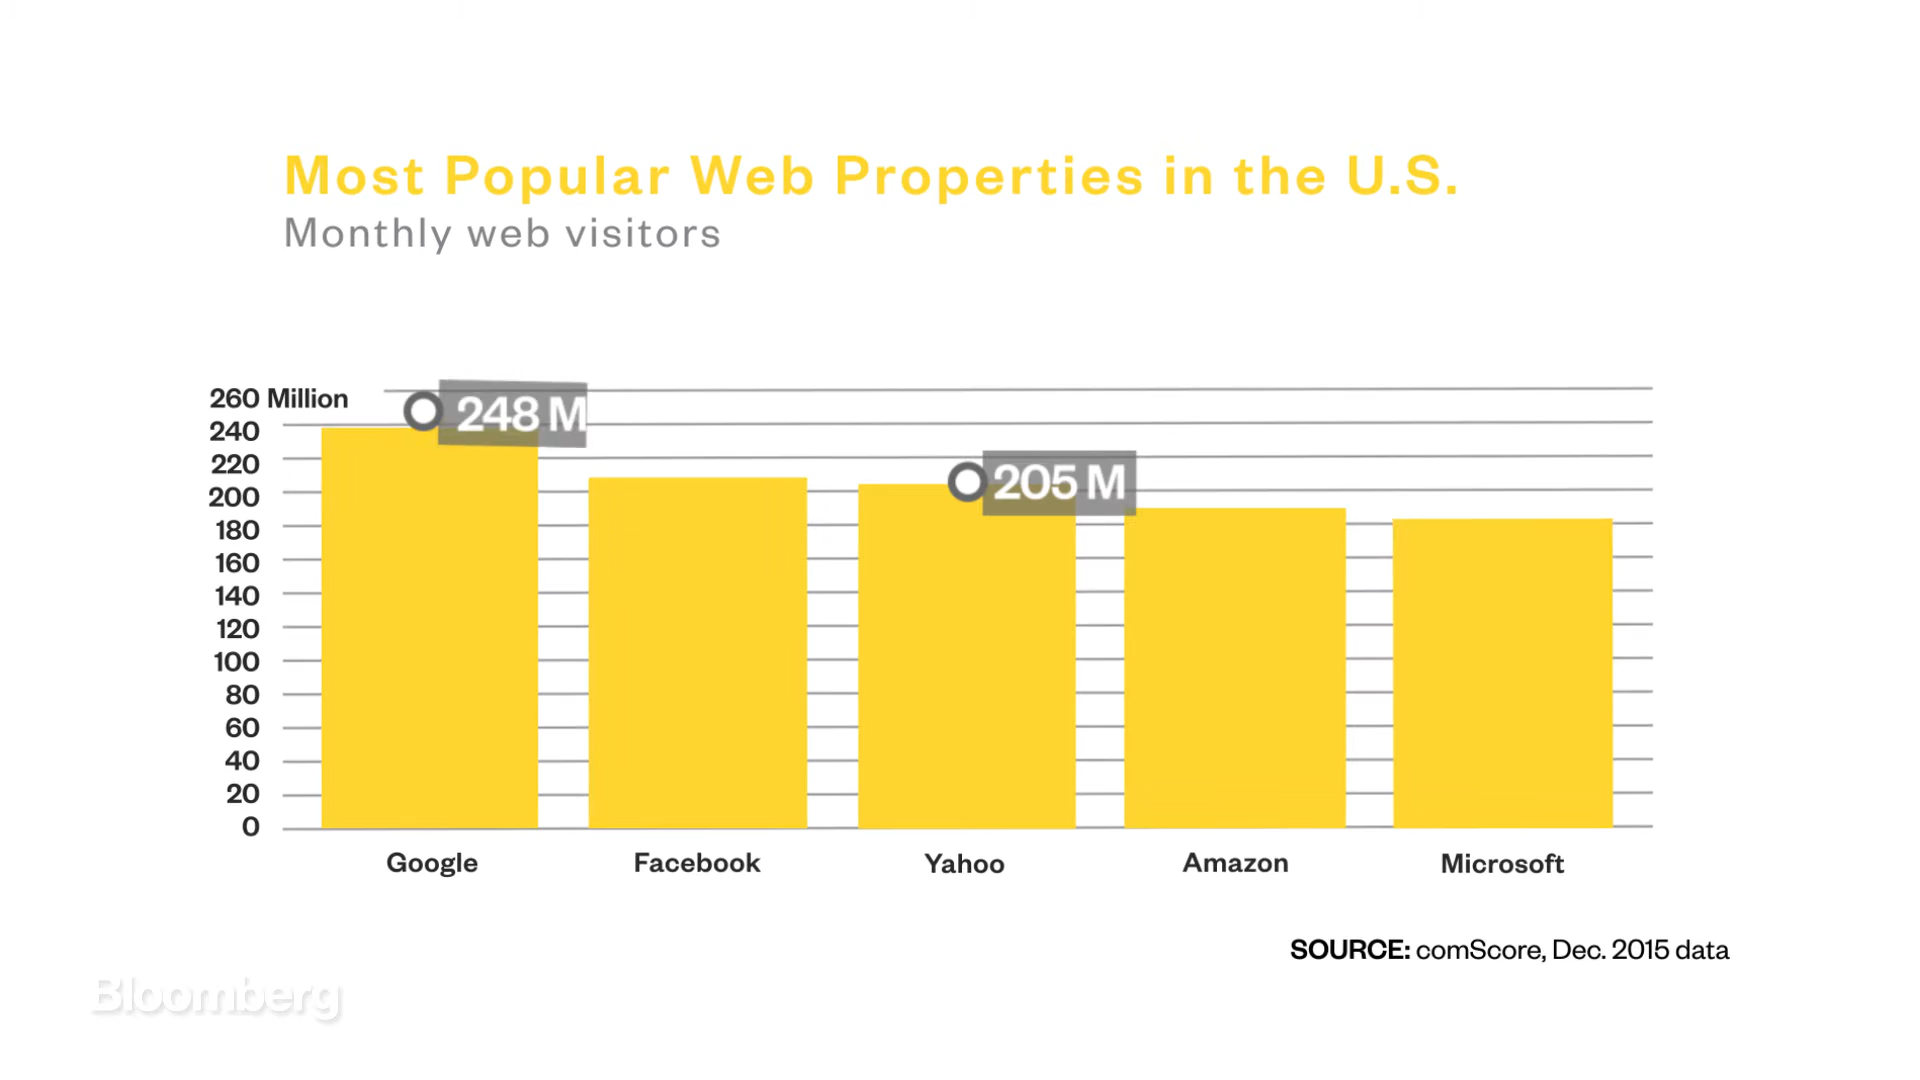 Most Popular Web Properties in the U.S.
Monthly web visitors
260 Million
248 M
240
220
205 M
200
180
160
140
120
100
80
60
40
20
0
Google
Facebook
Yahoo
Amazon
Microsoft
SOURCE: comScore, Dec. 2015 data
Bloomberg